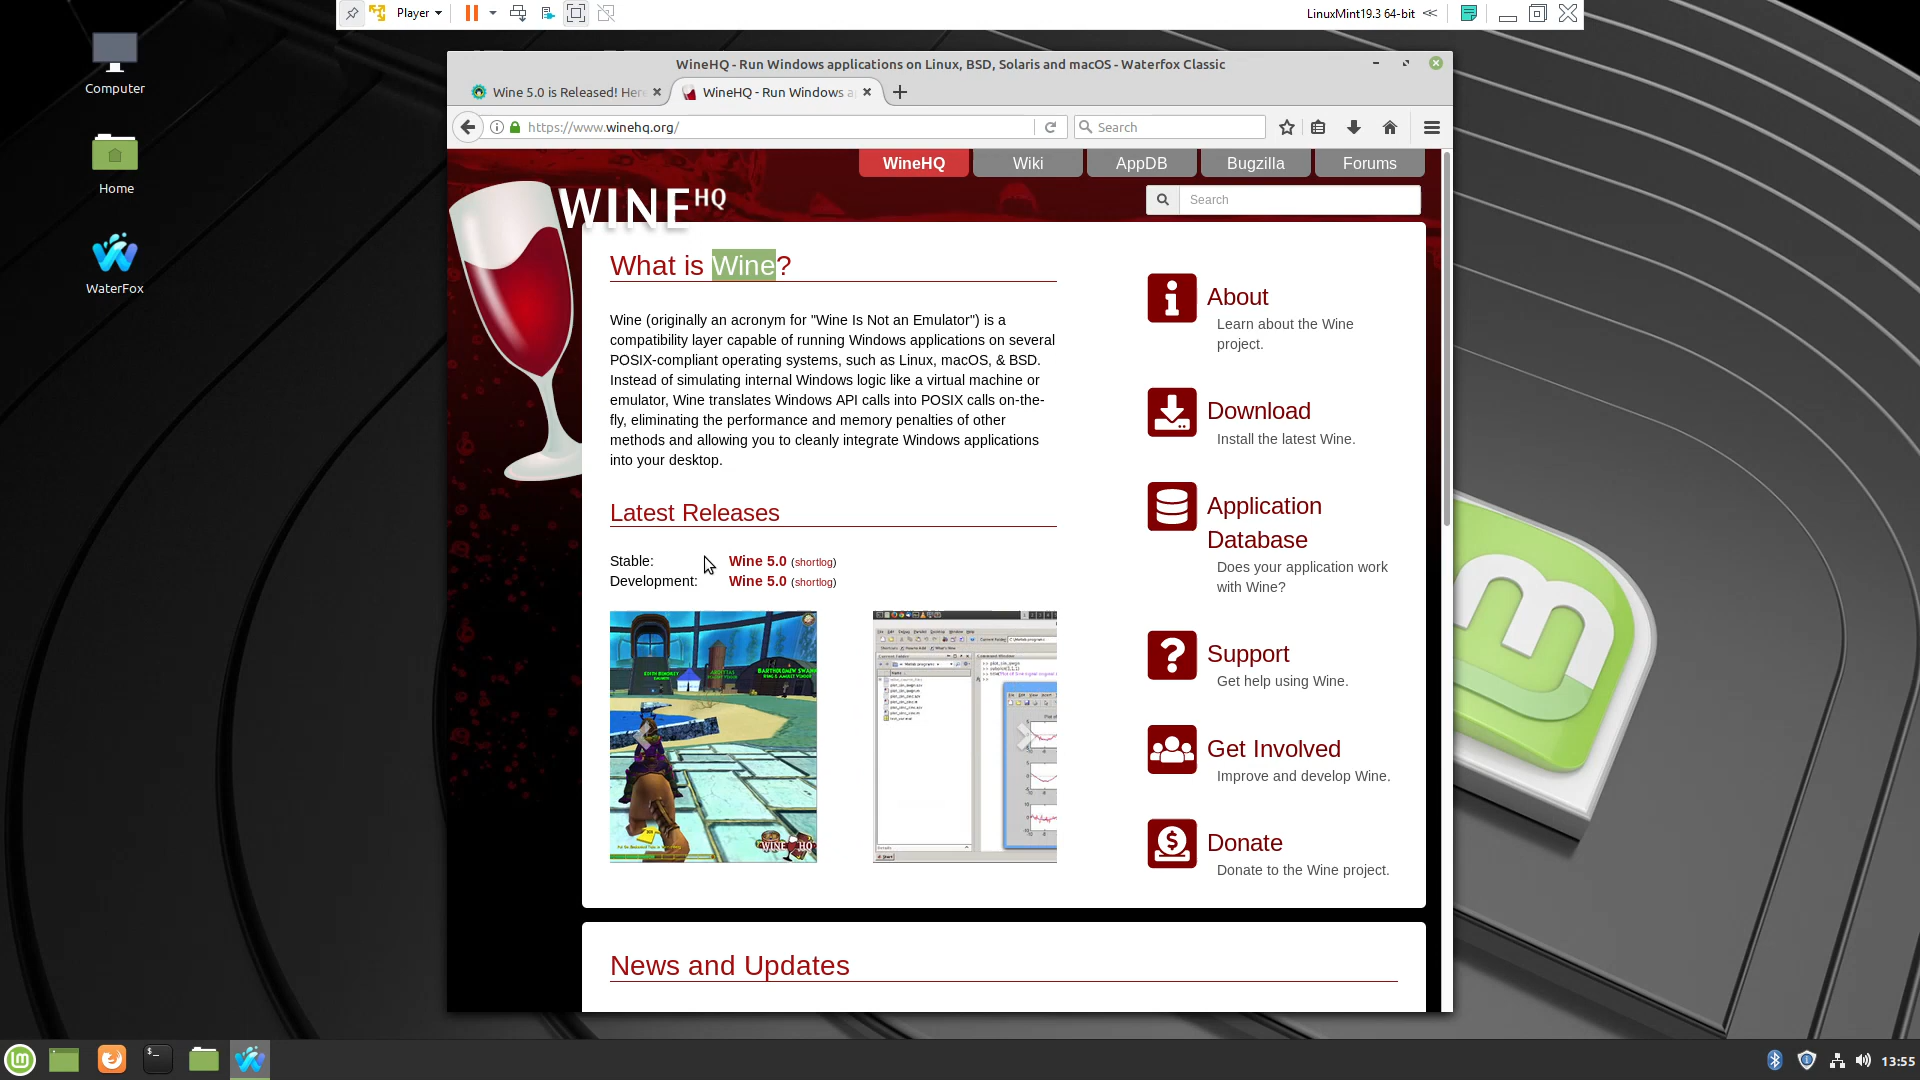 Player
LinuxMint19.3 64-bit
Computer
Home
WaterFox
WineHQ - Run Windows applications on Linux, BSD, Solaris and macOS - Waterfox Classic
Wine 5.0 is Released! Here
WineHQ - Run Windows a
https://www.winehq.org/
Search
WineHQ
Wiki
AppDB
Bugzilla
Forums
WINE HQ
Search
What is Wine?
Wine (originally an acronym for "Wine Is Not an Emulator") is a
compatibility layer capable of running Windows applications on several
POSIX-compliant operating systems, such as Linux, macOS, & BSD.
Instead of simulating internal Windows logic like a virtual machine or
emulator, Wine translates Windows API calls into POSIX calls on-the-
fly, eliminating the performance and memory penalties of other
methods and allowing you to cleanly integrate Windows applications
into your desktop.
Latest Releases
Stable: Wine 5.0 (shortlog)
Development: Wine 5.0 (shortlog)
WINE HQ
About
Learn about the Wine
project.
Download
Install the latest Wine.
Application
Database
Does your application work
with Wine?
Support
Get help using Wine.
Get Involved
Improve and develop Wine.
Donate
Donate to the Wine project.
News and Updates
13:55